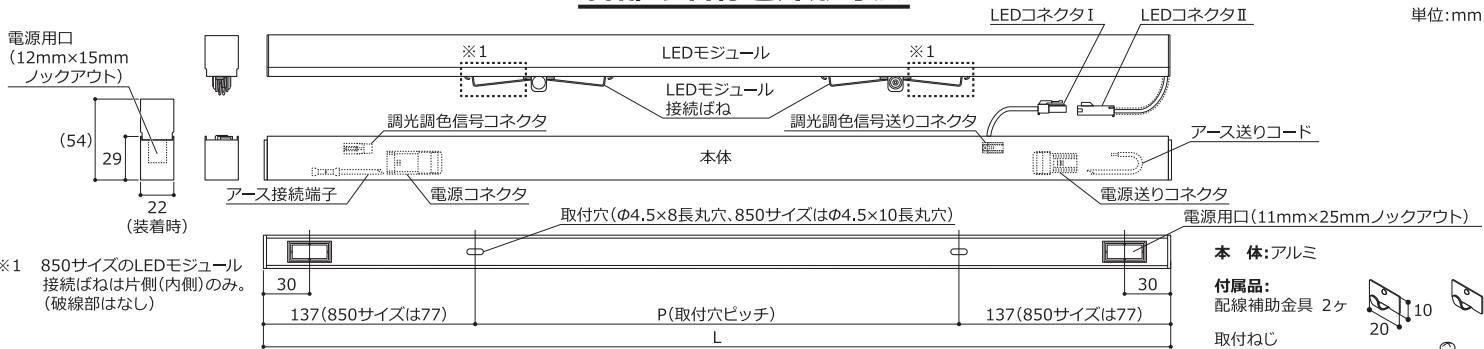 単位:mm
LEDコネクタⅠ
LEDコネクタⅡ
電源用口
(12mm×15mm
ノックアウト)
※1
LEDモジュール
※1
LEDモジュール
接続ばね
調光調色信号コネクタ
調光調色信号送りコネクタ
アース送りコード
(54)
29
本体
アース接続端子
電源コネクタ
電源送りコネクタ
22
(装着時)
取付穴(Φ4.5×8長丸穴、850サイズはΦ4.5×10長丸穴)
電源用口(11mm×25mmノックアウト)
※1 850サイズのLEDモジュール
接続ばねは片側(内側)のみ。
(破線部はなし)
30
30
137(850サイズは77)
P(取付穴ピッチ)
137(850サイズは77)
L
本 体:アルミ
付属品:
配線補助金具 2ヶ
10
20
取付ねじ